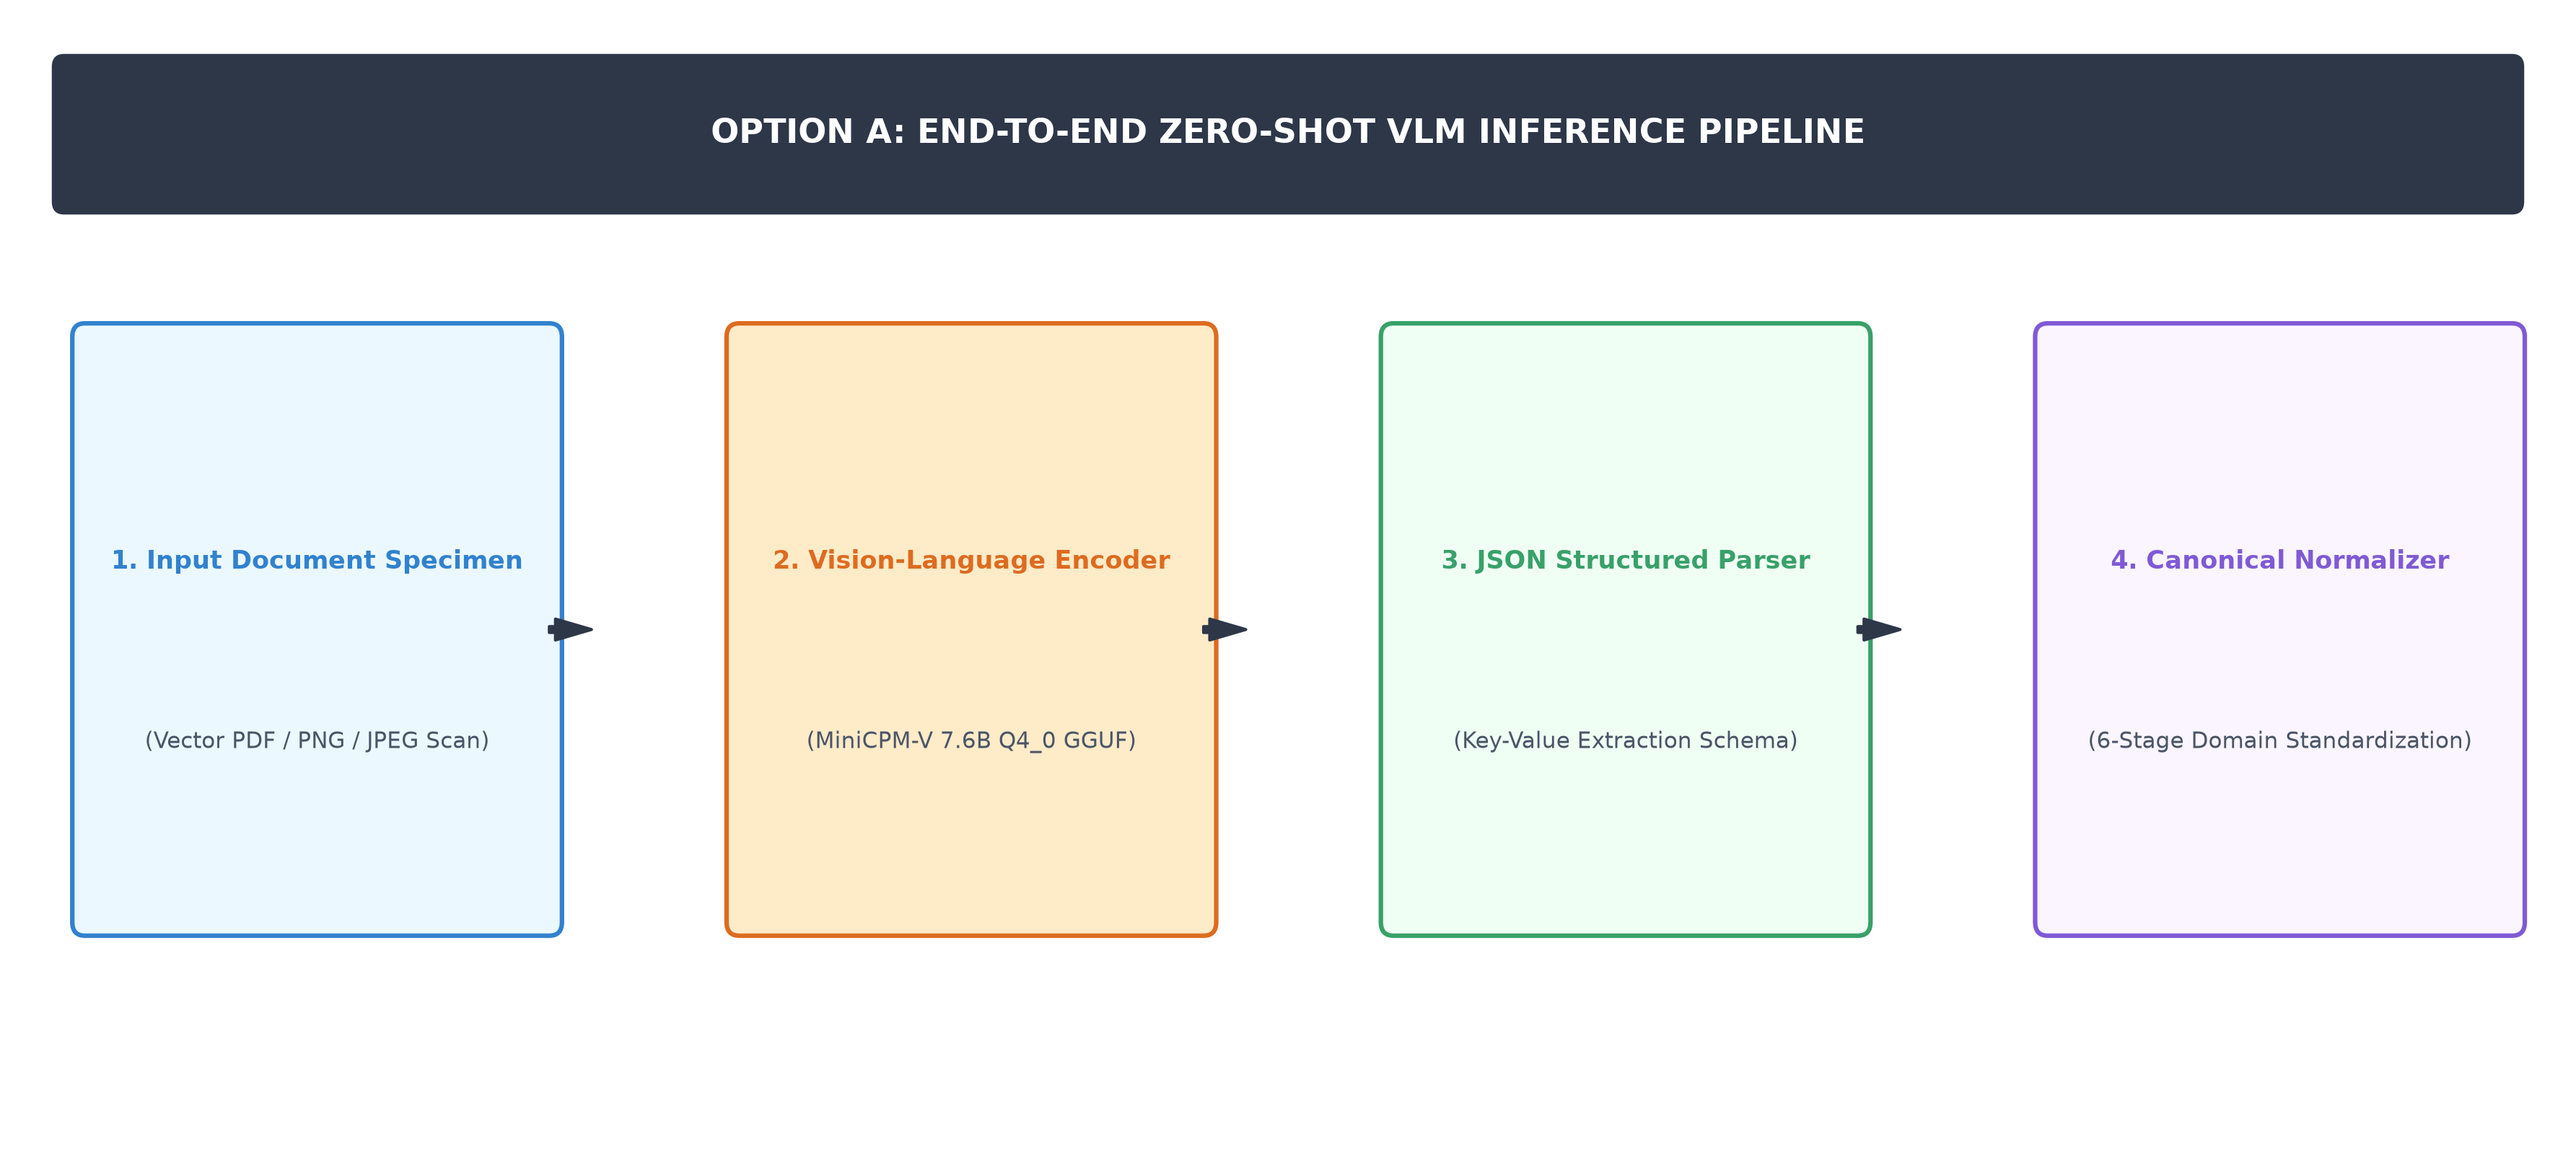 OPTION A: END-TO-END ZERO-SHOT VLM INFERENCE PIPELINE
1. Input Document Specimen
(Vector PDF / PNG / JPEG Scan)
2. Vision-Language Encoder
(MiniCPM-V 7.6B Q4_0 GGUF)
3. JSON Structured Parser
(Key-Value Extraction Schema)
4. Canonical Normalizer
(6-Stage Domain Standardization)